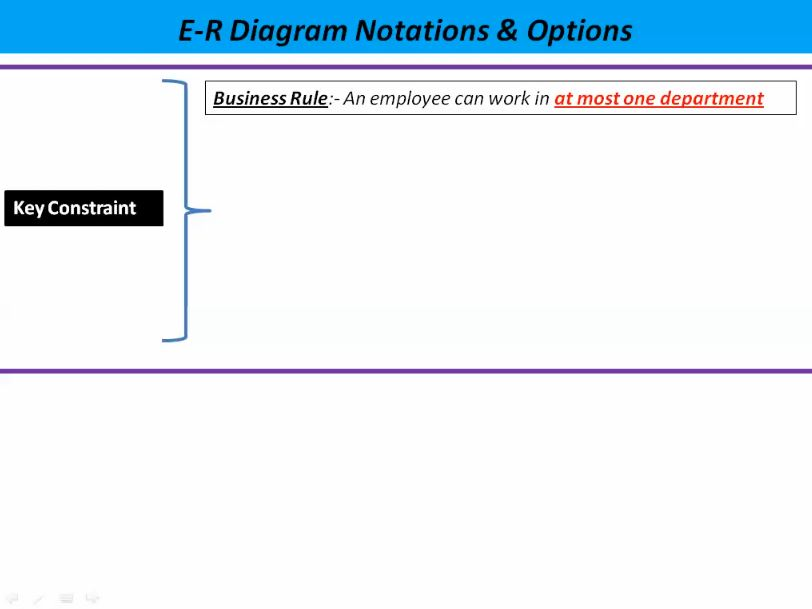 E-R Diagram Notations & Options
Business Rule:- An employee can work in at most one department
Key Constraint